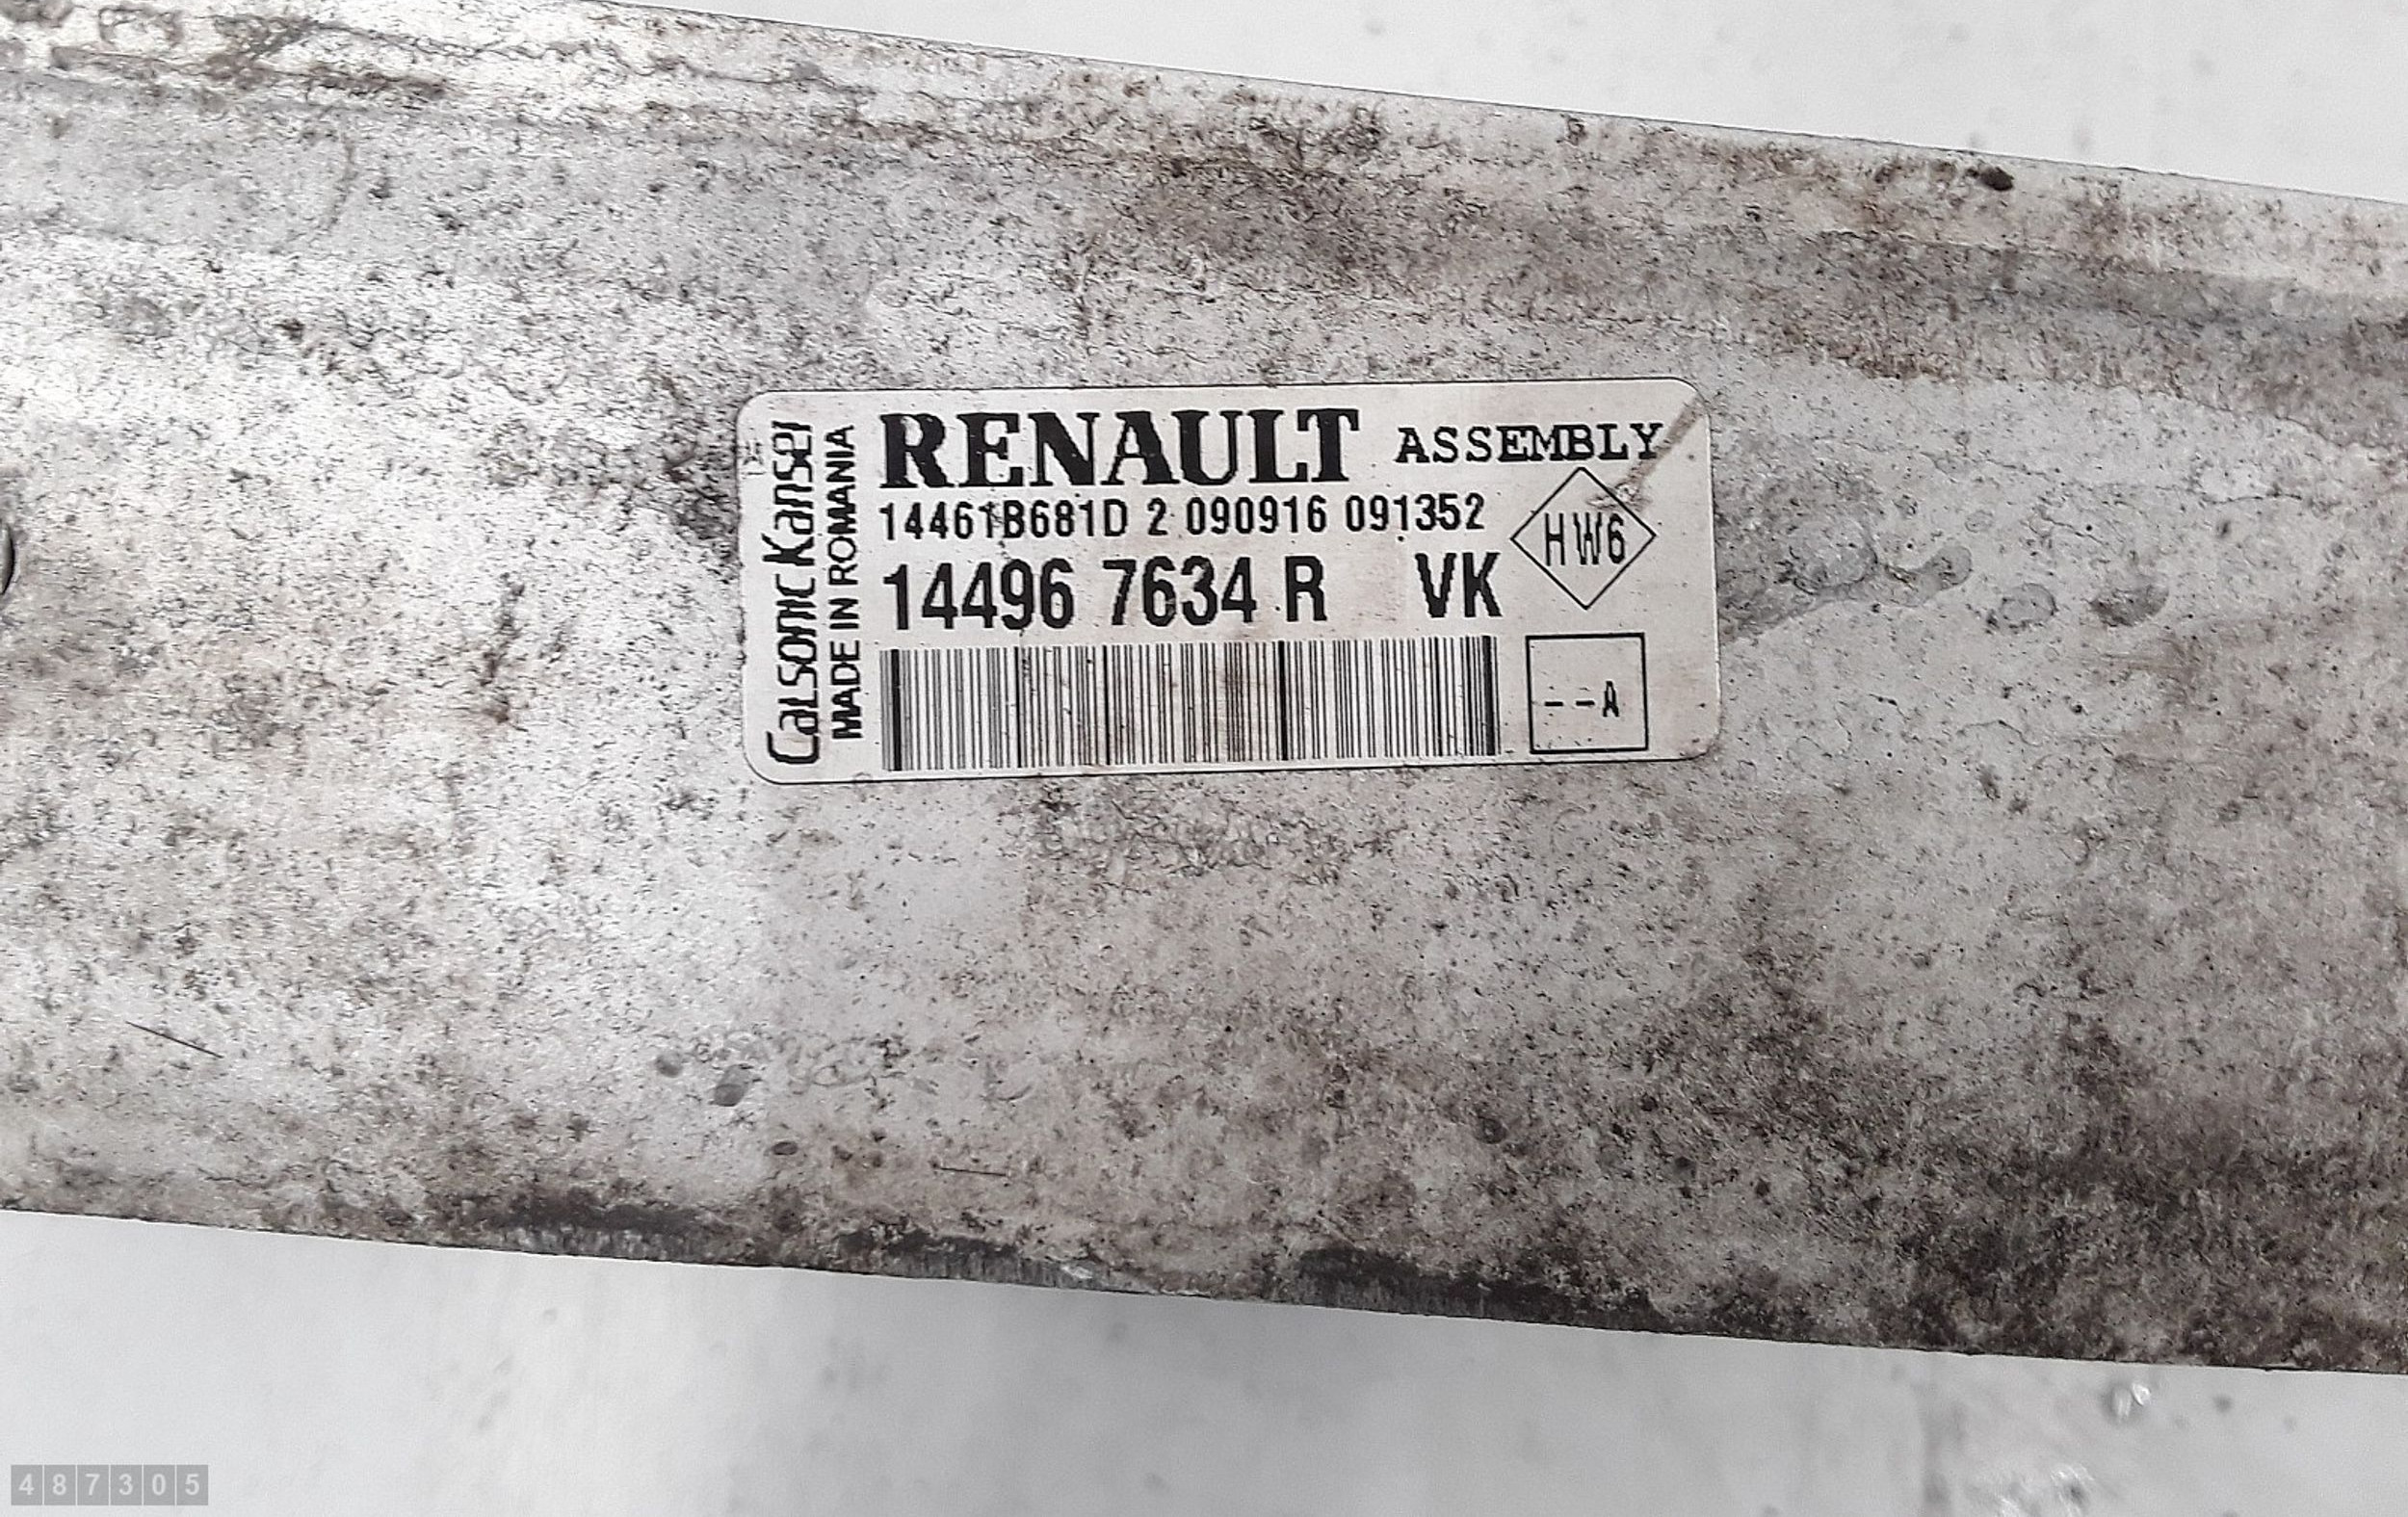 CalsonicKansei
MADE IN ROMANIA
RENAULT ASSEMBLY
14461B681D 2 090916 091352
HW6
14496 7634 R VK
--A
487305